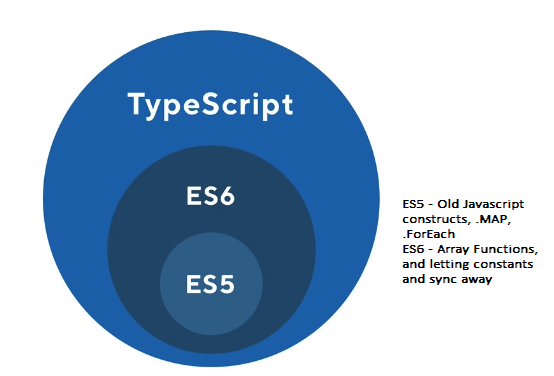 TypeScript
ES6
ES5
ES5 - Old Javascript
constructs, .MAP,
.ForEach
ES6 - Array Functions,
and letting constants
and sync away